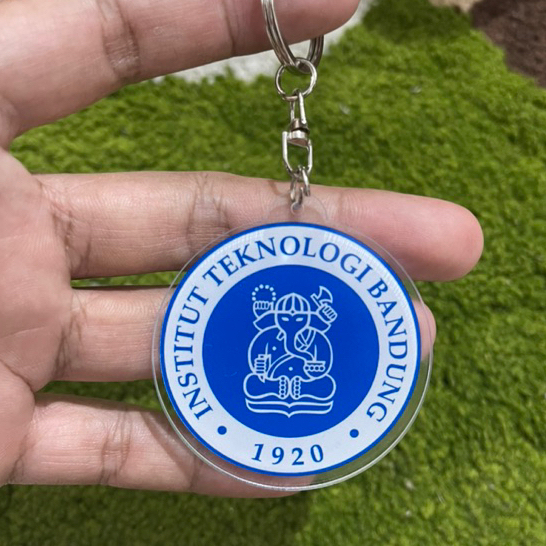 INSTITUT TEKNOLOGI BANDUNG
• 1920 •